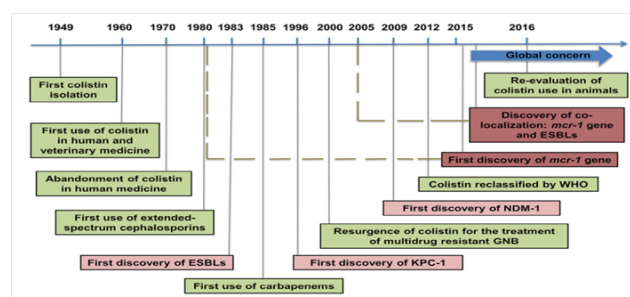 1949 1960 1970 1980 1983 1985 1996 2000 2005 2009 2012 2015 2016
Global concern
First colistin
isolation
Re-evaluation of
colistin use in animals
First use of colistin
in human and
veterinary medicine
Discovery of co-
localization: mcr-1 gene
and ESBLs
First discovery of mcr-1 gene
Abandonment of colistin
in human medicine
Colistin reclassified by WHO
First use of extended-
spectrum cephalosporins
First discovery of NDM-1
Resurgence of colistin for the treatment
of multidrug resistant GNB
First discovery of ESBLs
First discovery of KPC-1
First use of carbapenems